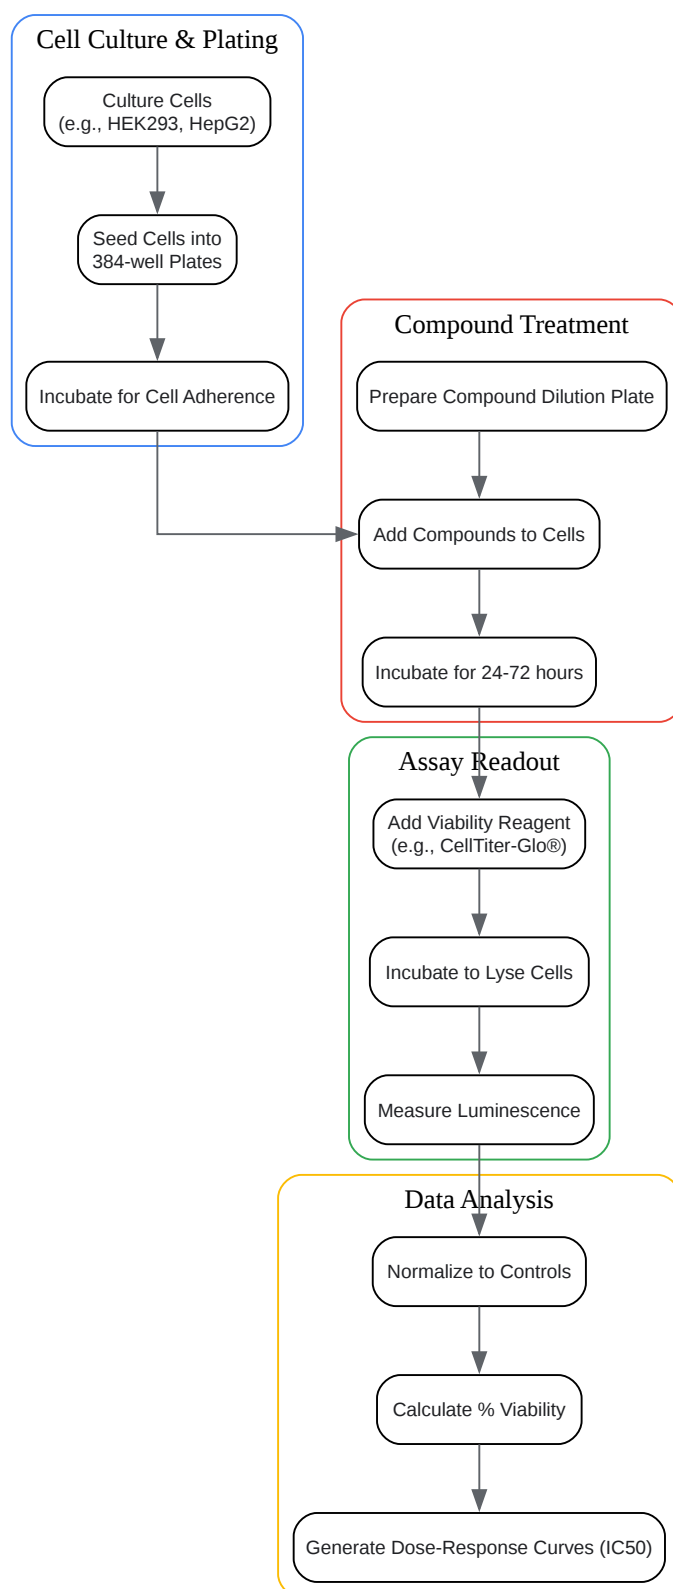 Cell Culture & Plating
Culture Cells
(e.g., HEK293, HepG2)
Seed Cells into
384-well Plates
Incubate for Cell Adherence
Compound Treatment
Prepare Compound Dilution Plate
Add Compounds to Cells
Incubate for 24-72 hours
Assay Readout
Add Viability Reagent
(e.g., CellTiter-Glo®)
Incubate to Lyse Cells
Measure Luminescence
Data Analysis
Normalize to Controls
Calculate % Viability
Generate Dose-Response Curves (IC50)